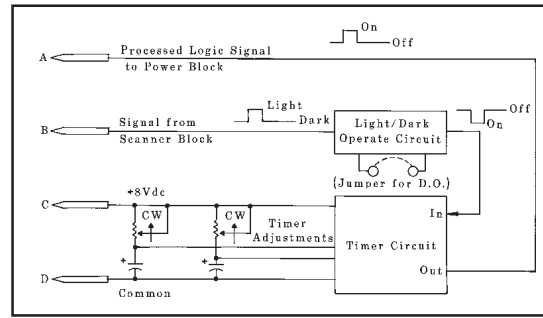 On
Off
A
Processed Logic Signal
to Power Block
B
Signal from
Scanner Block
Light
Dark
Light/Dark
Operate Circuit
Off
On
(Jumper for D.O.)
C
+8Vdc
CW
CW
Timer
Adjustments
In
Timer Circuit
Out
+
+
D
Common